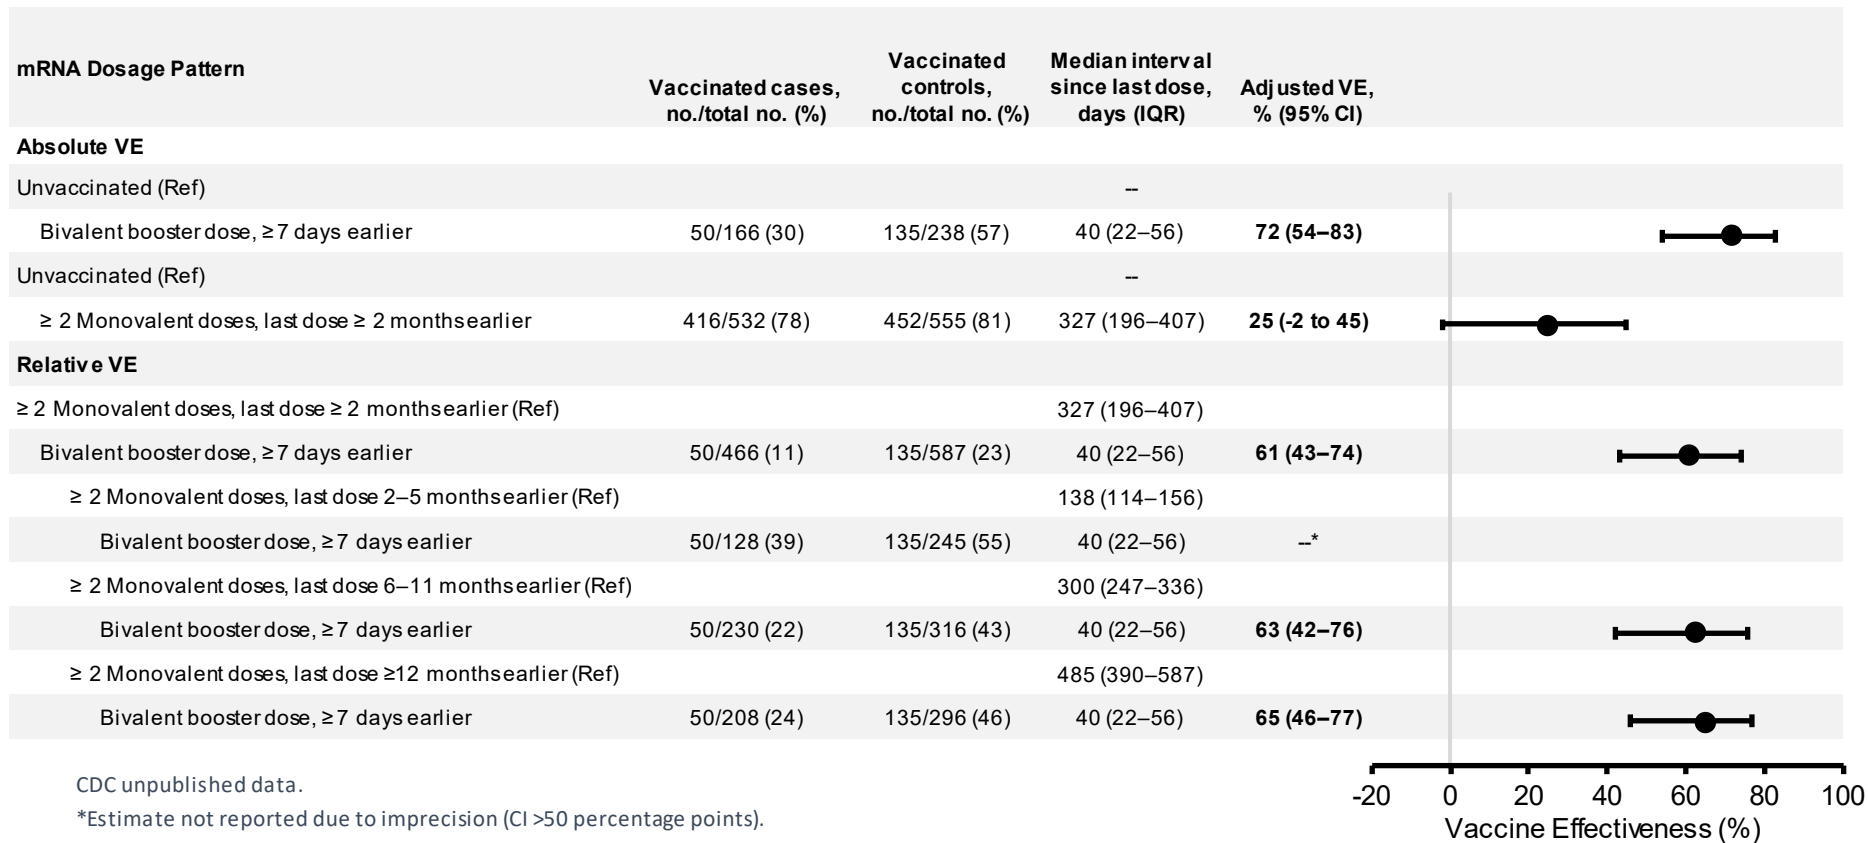 mRNA Dosage Pattern
Vaccinated cases,
no./total no. (%)
Vaccinated
controls,
no./total no. (%)
Median interval
since last dose,
days (IQR)
Adjusted VE,
% (95% CI)
Absolute VE
Unvaccinated (Ref) --
Bivalent booster dose, ≥7 days earlier 50/166 (30) 135/238 (57) 40 (22–56) 72 (54–83)
Unvaccinated (Ref) --
≥ 2 Monovalent doses, last dose ≥ 2 months earlier 416/532 (78) 452/555 (81) 327 (196–407) 25 (-2 to 45)
Relative VE
≥ 2 Monovalent doses, last dose ≥ 2 months earlier (Ref) 327 (196–407)
Bivalent booster dose, ≥7 days earlier 50/466 (11) 135/587 (23) 40 (22–56) 61 (43–74)
≥ 2 Monovalent doses, last dose 2–5 months earlier (Ref) 138 (114–156)
Bivalent booster dose, ≥7 days earlier 50/128 (39) 135/245 (55) 40 (22–56) --*
≥ 2 Monovalent doses, last dose 6–11 months earlier (Ref) 300 (247–336)
Bivalent booster dose, ≥7 days earlier 50/230 (22) 135/316 (43) 40 (22–56) 63 (42–76)
≥ 2 Monovalent doses, last dose ≥12 months earlier (Ref) 485 (390–587)
Bivalent booster dose, ≥7 days earlier 50/208 (24) 135/296 (46) 40 (22–56) 65 (46–77)
-20 0 20 40 60 80 100
Vaccine Effectiveness (%)
CDC unpublished data.
*Estimate not reported due to imprecision (CI >50 percentage points).